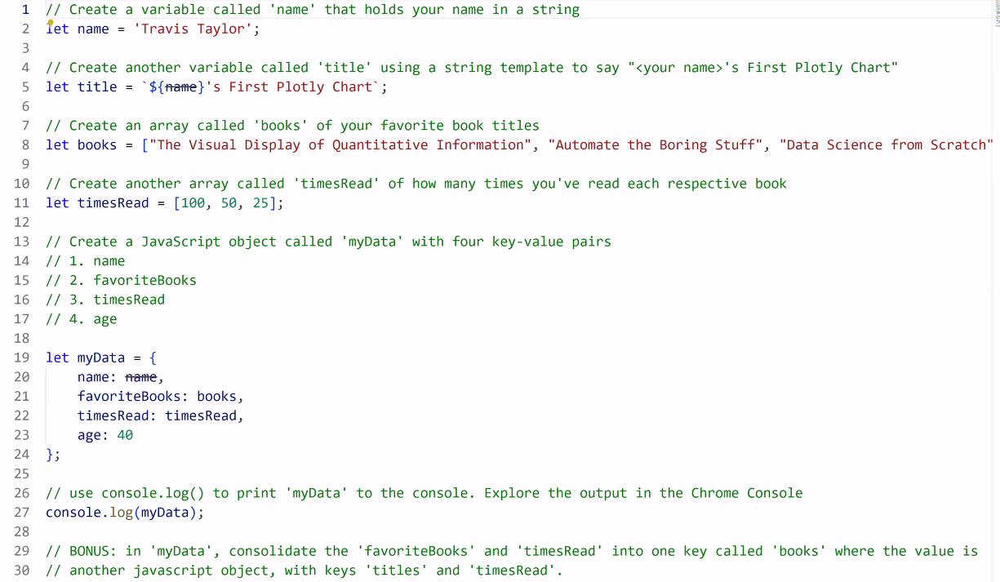 1 // Create a variable called 'name' that holds your name in a string
2 let name = 'Travis Taylor';
3
4 // Create another variable called 'title' using a string template to say "<your name>'s First Plotly Chart"
5 let title = `${name}'s First Plotly Chart`;
6
7 // Create an array called 'books' of your favorite book titles
8 let books = ["The Visual Display of Quantitative Information", "Automate the Boring Stuff", "Data Science from Scratch"
9
10 // Create another array called 'timesRead' of how many times you've read each respective book
11 let timesRead = [100, 50, 25];
12
13 // Create a JavaScript object called 'myData' with four key-value pairs
14 // 1. name
15 // 2. favoriteBooks
16 // 3. timesRead
17 // 4. age
18
19 let myData = {
20     name: name,
21     favoriteBooks: books,
22     timesRead: timesRead,
23     age: 40
24 };
25
26 // use console.log() to print 'myData' to the console. Explore the output in the Chrome Console
27 console.log(myData);
28
29 // BONUS: in 'myData', consolidate the 'favoriteBooks' and 'timesRead' into one key called 'books' where the value is
30 // another javascript object, with keys 'titles' and 'timesRead'.